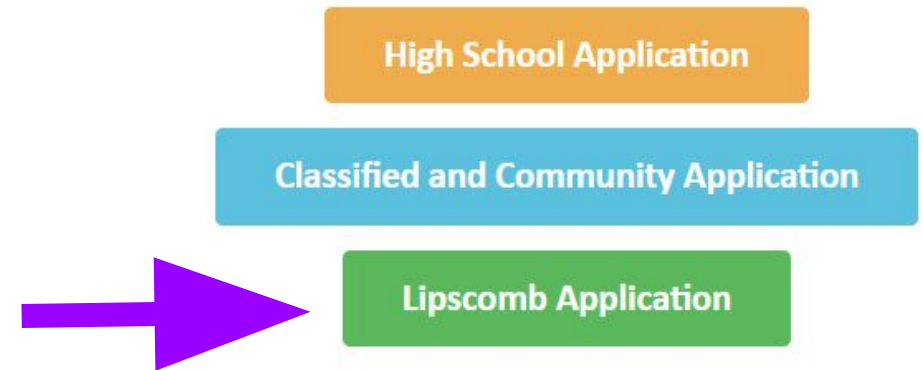 High School Application
Classified and Community Application
Lipscomb Application